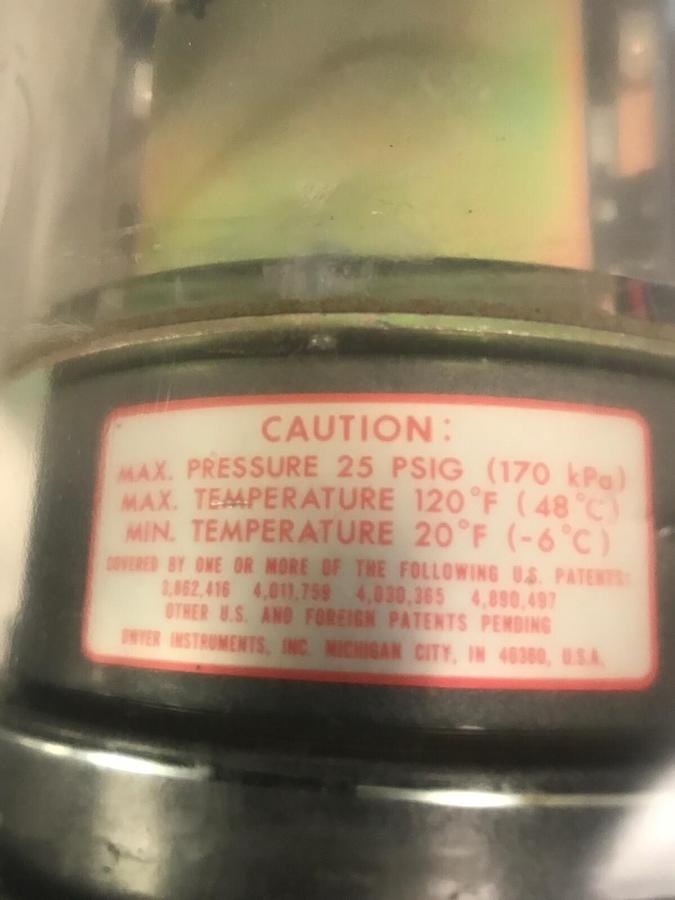 CAUTION:
MAX. PRESSURE 25 PSIG (170 kPa)
MAX. TEMPERATURE 120°F (48°C)
MIN. TEMPERATURE 20°F (-6°C)
COVERED BY ONE OR MORE OF THE FOLLOWING U.S. PATENTS:
3,862,416 4,011,759 4,030,365 4,890,497
OTHER U.S. AND FOREIGN PATENTS PENDING
DWYER INSTRUMENTS, INC. MICHIGAN CITY, IN 46360, U.S.A.